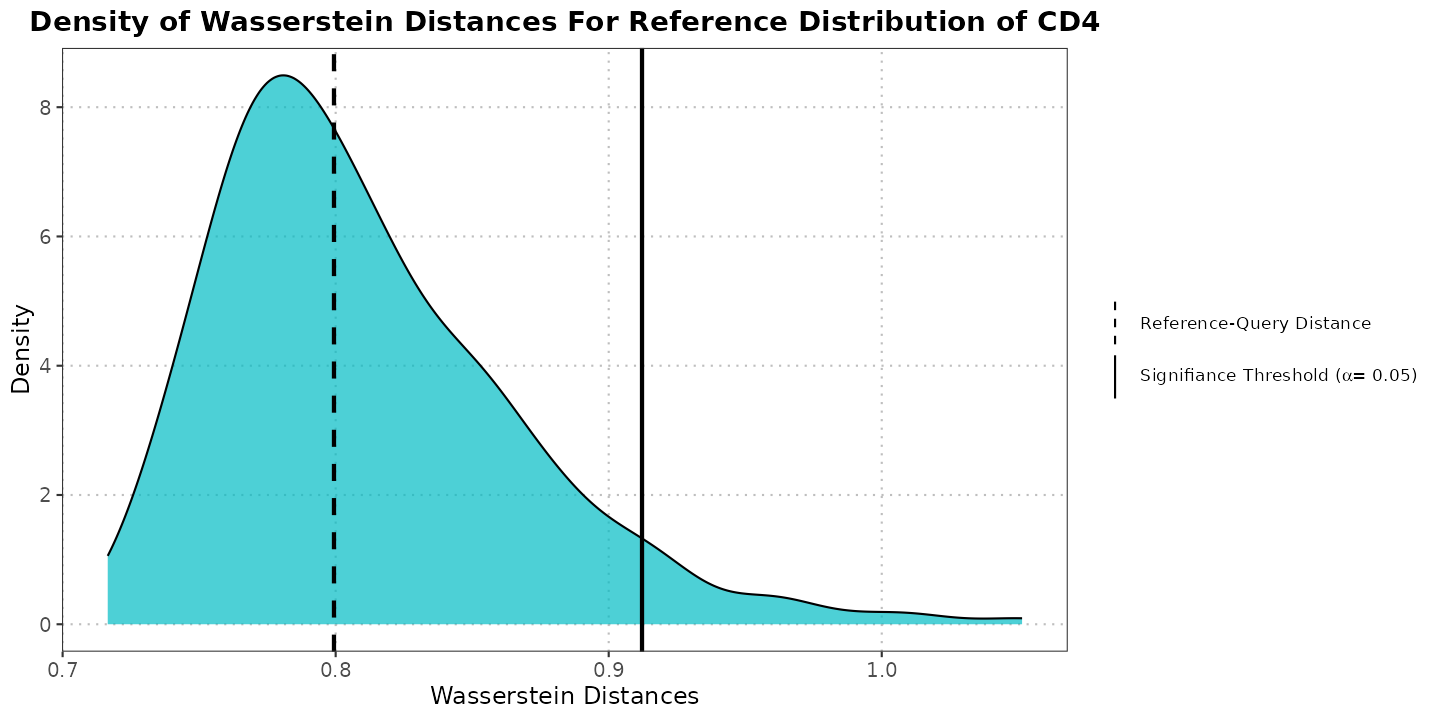 Density of Wasserstein Distances For Reference Distribution of CD4
8
6
4
2
0
Density
0.7 0.8 0.9 1.0
Wasserstein Distances
Reference-Query Distance
Signifiance Threshold (α= 0.05)